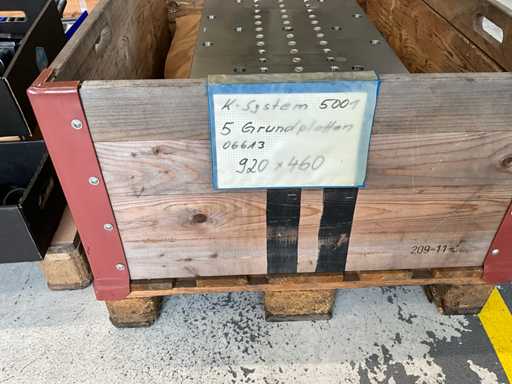 K-System 5001
5 Grundplatten
06613
920 x 460
209-11-